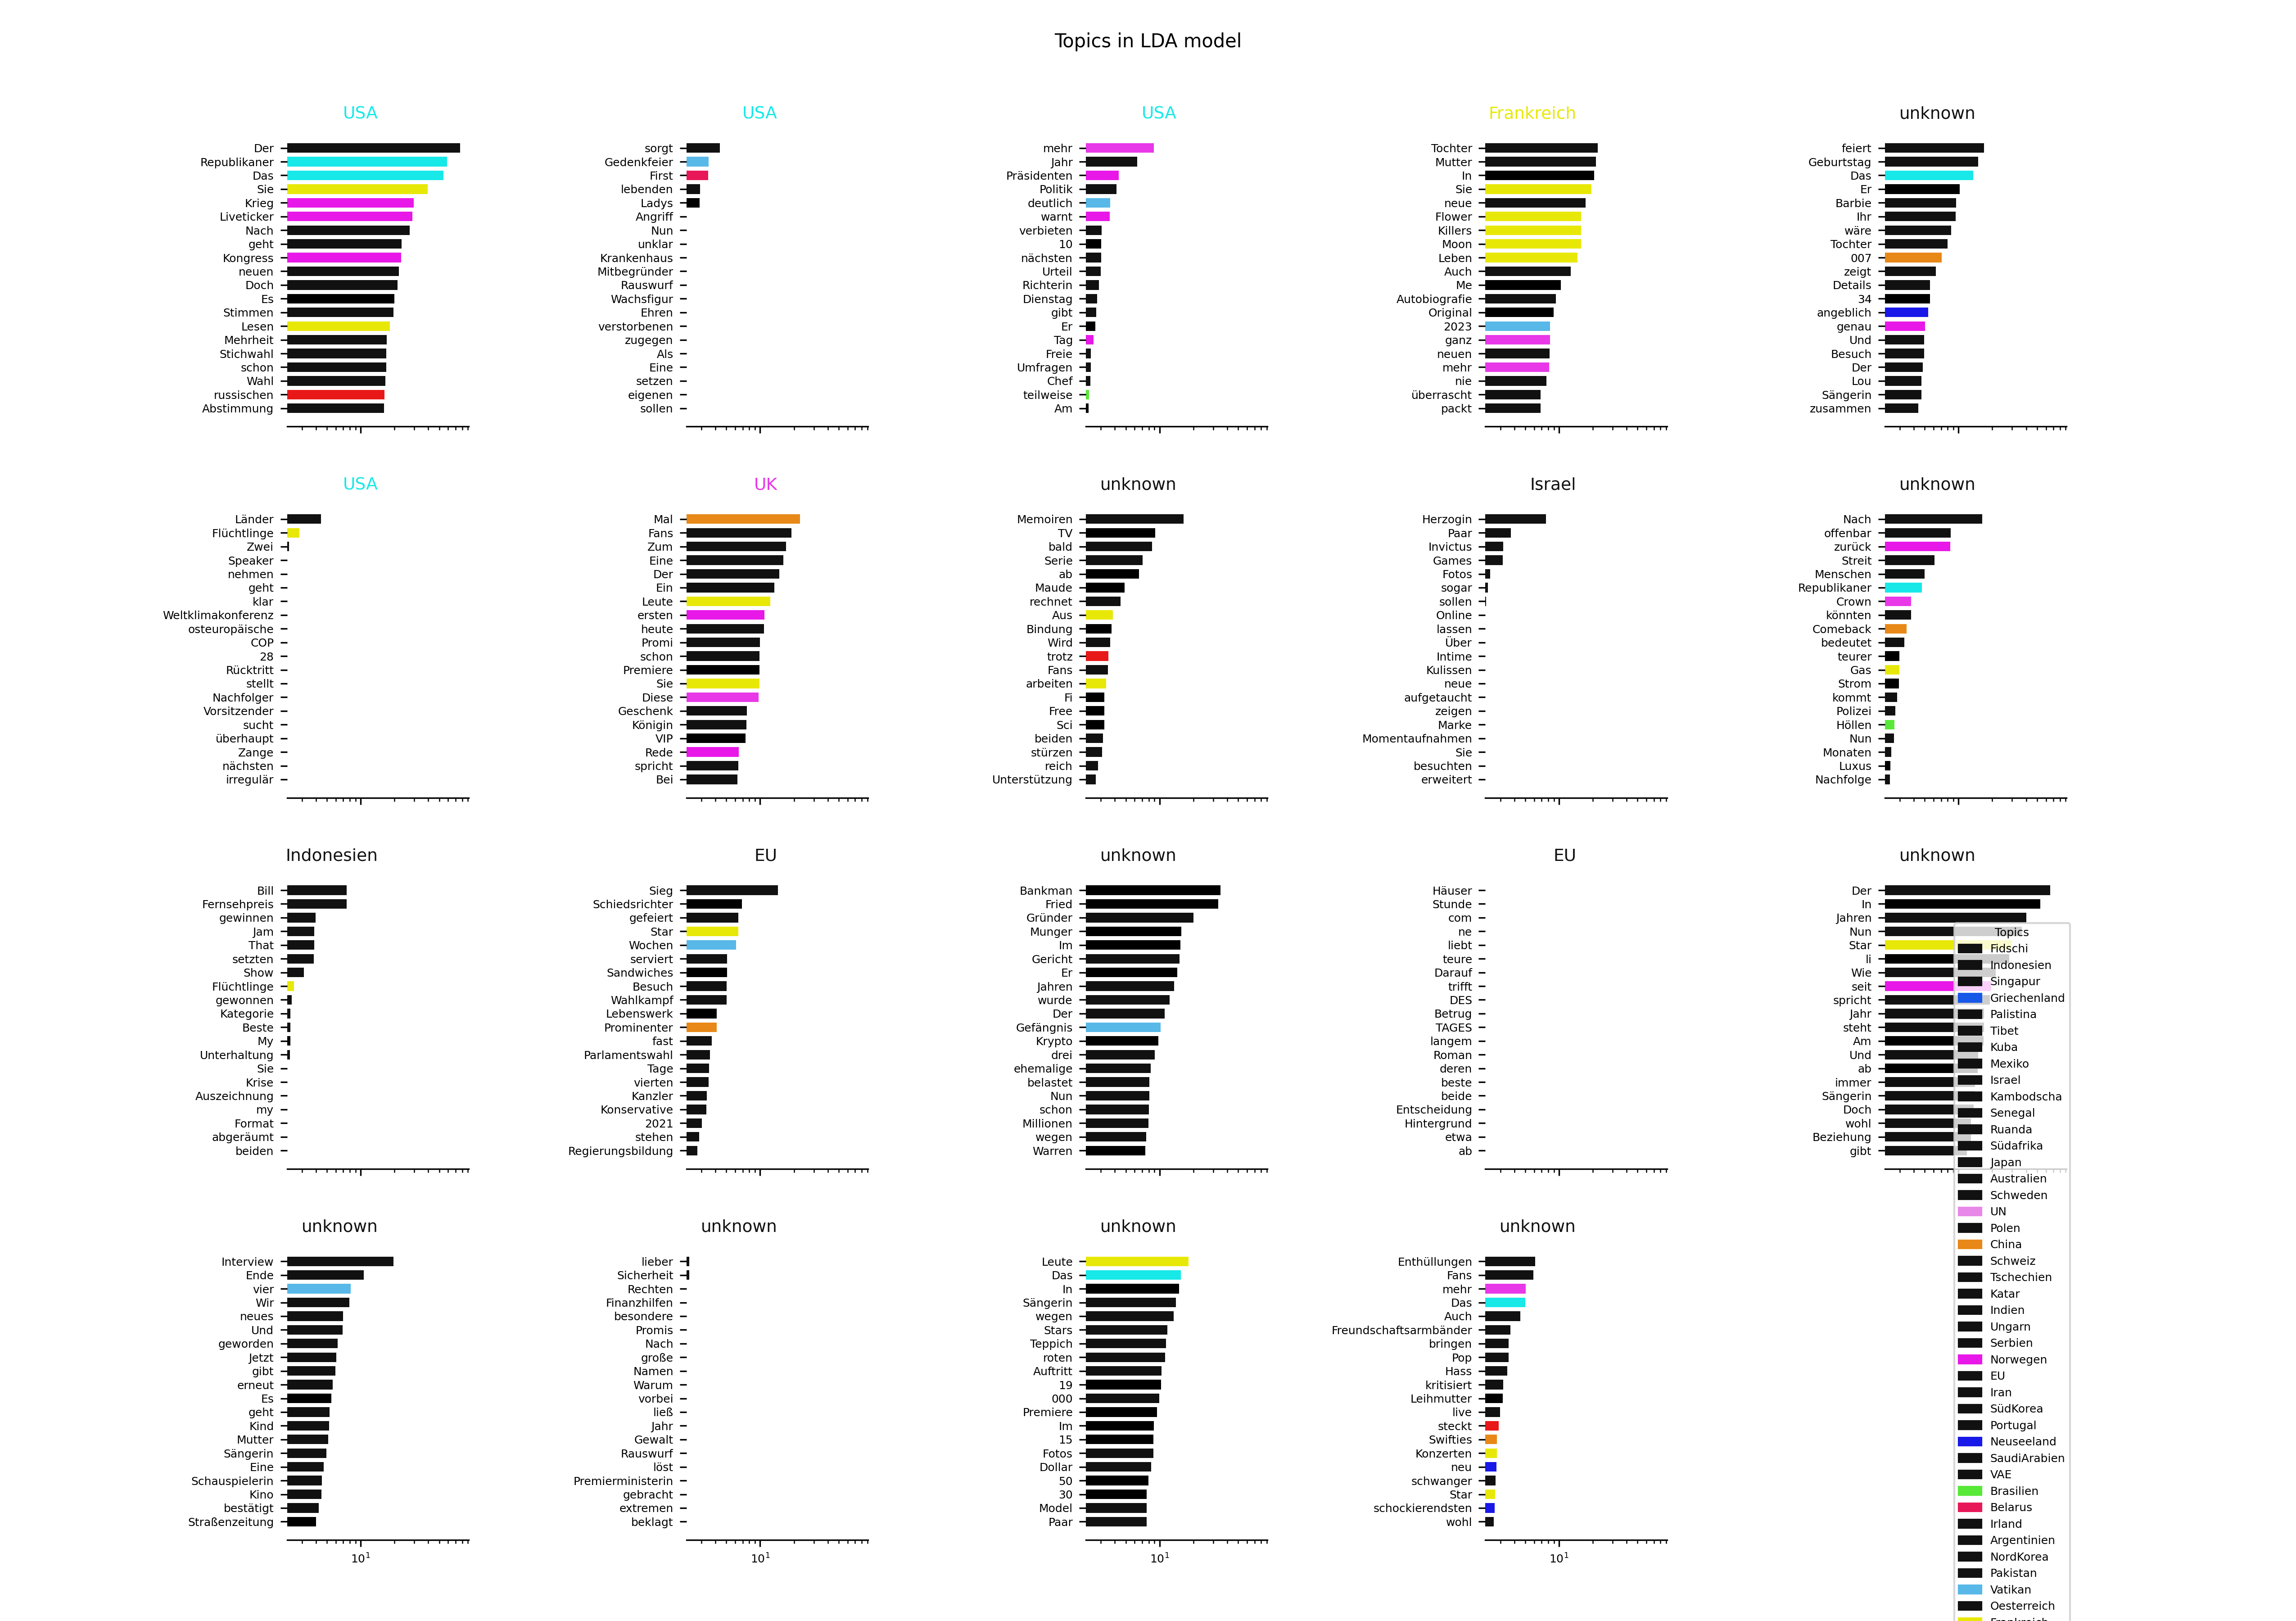 Topics in LDA model
USA
Der
Republikaner
Das
Sie
Krieg
Liveticker
Nach
geht
Kongress
neuen
Doch
Es
Stimmen
Lesen
Mehrheit
Stichwahl
schon
Wahl
russischen
Abstimmung
USA
sorgt
Gedenkfeier
First
lebenden
Ladys
Angriff
Nun
unklar
Krankenhaus
Mitbegründer
Rauswurf
Wachsfigur
Ehren
verstorbenen
zugegen
Als
Eine
setzen
eigenen
sollen
USA
mehr
Jahr
Präsidenten
Politik
deutlich
warnt
verbieten
10
nächsten
Urteil
Richterin
Dienstag
gibt
Er
Tag
Freie
Umfragen
Chef
teilweise
Am
Frankreich
Tochter
Mutter
In
Sie
neue
Flower
Killers
Moon
Leben
Auch
Me
Autobiografie
Original
2023
ganz
neuen
mehr
nie
überrascht
packt
unknown
feiert
Geburtstag
Das
Er
Barbie
Ihr
wäre
Tochter
007
zeigt
Details
34
angeblich
genau
Und
Besuch
Der
Lou
Sängerin
zusammen
USA
Länder
Flüchtlinge
Zwei
Speaker
nehmen
geht
klar
Weltklimakonferenz
osteuropäische
COP
28
Rücktritt
stellt
Nachfolger
Vorsitzender
sucht
überhaupt
Zange
nächsten
irregulär
UK
Mal
Fans
Zum
Eine
Der
Ein
Leute
ersten
heute
Promi
schon
Premiere
Sie
Diese
Geschenk
Königin
VIP
Rede
spricht
Bei
unknown
Memoiren
TV
bald
Serie
ab
Maude
rechnet
Aus
Bindung
Wird
trotz
Fans
arbeiten
Fi
Free
Sci
beiden
stürzen
reich
Unterstützung
Israel
Herzogin
Paar
Invictus
Games
Fotos
sogar
sollen
Online
lassen
Über
Intime
Kulissen
neue
aufgetaucht
zeigen
Marke
Momentaufnahmen
Sie
besuchten
erweitert
unknown
Nach
offenbar
zurück
Streit
Menschen
Republikaner
Crown
könnten
Comeback
bedeutet
teurer
Gas
Strom
kommt
Polizei
Höllen
Nun
Monaten
Luxus
Nachfolge
Indonesien
Bill
Fernsehpreis
gewinnen
Jam
That
setzten
Show
Flüchtlinge
gewonnen
Kategorie
Beste
My
Unterhaltung
Sie
Krise
Auszeichnung
my
Format
abgeräumt
beiden
EU
Sieg
Schiedsrichter
gefeiert
Star
Wochen
serviert
Sandwiches
Besuch
Wahlkampf
Lebenswerk
Prominenter
fast
Parlamentswahl
Tage
vierten
Kanzler
Konservative
2021
stehen
Regierungsbildung
unknown
Bankman
Fried
Gründer
Munger
Im
Gericht
Er
Jahren
wurde
Der
Gefängnis
Krypto
drei
ehemalige
belastet
Nun
schon
Millionen
wegen
Warren
EU
Häuser
Stunde
com
ne
liebt
teure
Darauf
trifft
DES
Betrug
TAGES
langem
Roman
deren
beste
beide
Entscheidung
Hintergrund
etwa
ab
unknown
Der
In
Jahren
Nun
Star
li
Wie
seit
spricht
Jahr
steht
Am
Und
ab
immer
Sängerin
Doch
wohl
Beziehung
gibt
unknown
Interview
Ende
vier
Wir
neues
Und
geworden
Jetzt
gibt
erneut
Es
geht
Kind
Mutter
Sängerin
Eine
Schauspielerin
Kino
bestätigt
Straßenzeitung
10¹
unknown
lieber
Sicherheit
Rechten
Finanzhilfen
besondere
Promis
Nach
große
Namen
Warum
vorbei
ließ
Jahr
Gewalt
Rauswurf
löst
Premierministerin
gebracht
extremen
beklagt
10¹
unknown
Leute
Das
In
Sängerin
wegen
Stars
Teppich
roten
Auftritt
19
000
Premiere
Im
15
Fotos
Dollar
50
30
Model
Paar
10¹
unknown
Enthüllungen
Fans
mehr
Das
Auch
Freundschaftsarmbänder
bringen
Pop
Hass
kritisiert
Leihmutter
live
steckt
Swifties
Konzerten
neu
schwanger
Star
schockierendsten
wohl
10¹
Topics
Fidschi
Indonesien
Singapur
Griechenland
Palistina
Tibet
Kuba
Mexiko
Israel
Kambodscha
Senegal
Ruanda
Südafrika
Japan
Australien
Schweden
UN
Polen
China
Schweiz
Tschechien
Katar
Indien
Ungarn
Serbien
Norwegen
EU
Iran
SüdKorea
Portugal
Neuseeland
SaudiArabien
VAE
Brasilien
Belarus
Irland
Argentinien
NordKorea
Pakistan
Vatikan
Oesterreich